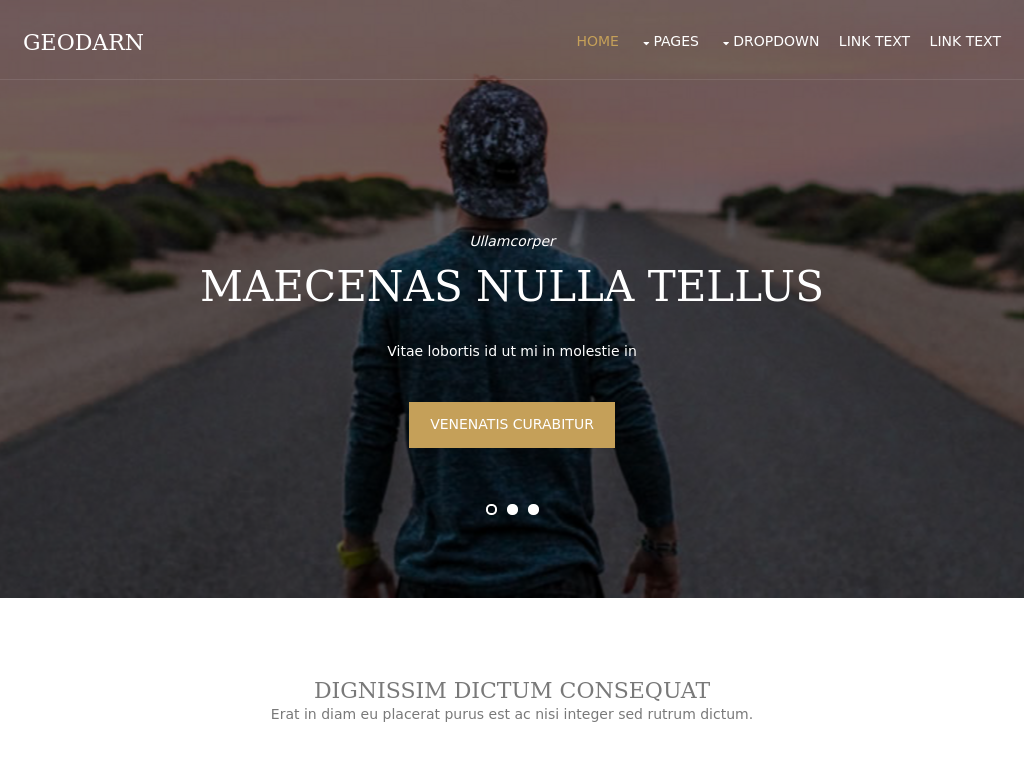 GEODARN
HOME PAGES DROPDOWN LINK TEXT LINK TEXT
Ullamcorper
MAECENAS NULLA TELLUS
Vitae lobortis id ut mi in molestie in
VENENATIS CURABITUR
DIGNISSIM DICTUM CONSEQUAT
Erat in diam eu placerat purus est ac nisi integer sed rutrum dictum.